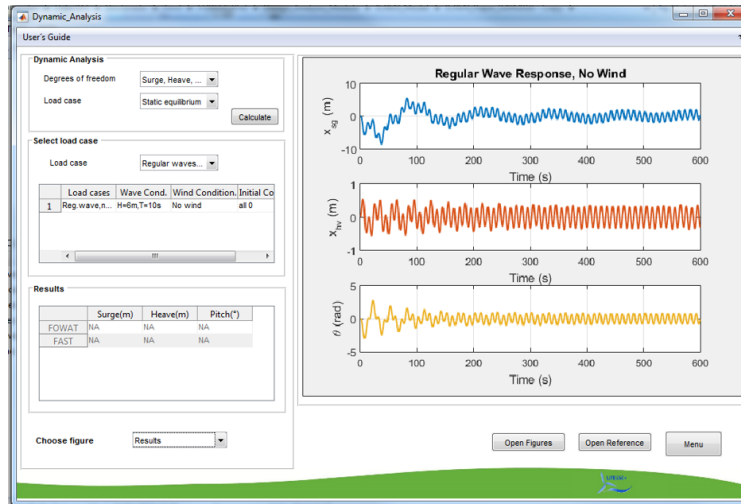 Dynamic_Analysis
User's Guide
Dynamic Analysis
Degrees of freedom
Surge, Heave, ...
Load case
Static equilibrium
Calculate
Select load case
Load case
Regular waves...
Load cases Wave Cond. Wind Condition. Initial Co
1 Reg.wave,n... H=6m,T=10s No wind all 0
Results
Surge(m) Heave(m) Pitch(°)
FOWAT NA NA NA
FAST NA NA NA
Choose figure
Results
Regular Wave Response, No Wind
x sg (m)
10
0
-10
0 100 200 300 400 500 600
Time (s)
x hv (m)
1
0
-1
0 100 200 300 400 500 600
Time (s)
θ (rad)
5
0
-5
0 100 200 300 400 500 600
Time (s)
Open Figures
Open Reference
Menu